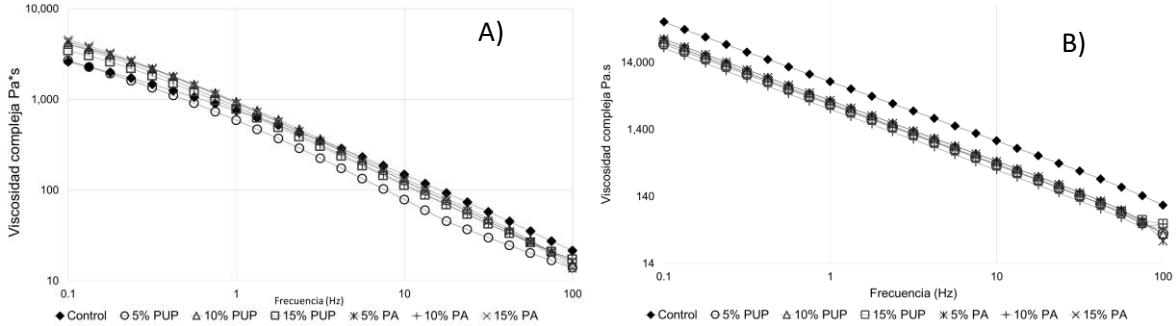 A)
Viscosidad compleja Pa*s
10,000
1,000
100
10
0.1
1
10
100
Frecuencia (Hz)
Control 5% PUP 10% PUP 15% PUP 5% PA 10% PA 15% PA
B)
Viscosidad compleja Pa.s
14,000
1,400
140
14
0.1
1
10
100
Frecuencia (Hz)
Control 5% PUP 10% PUP 15% PUP 5% PA 10% PA 15% PA